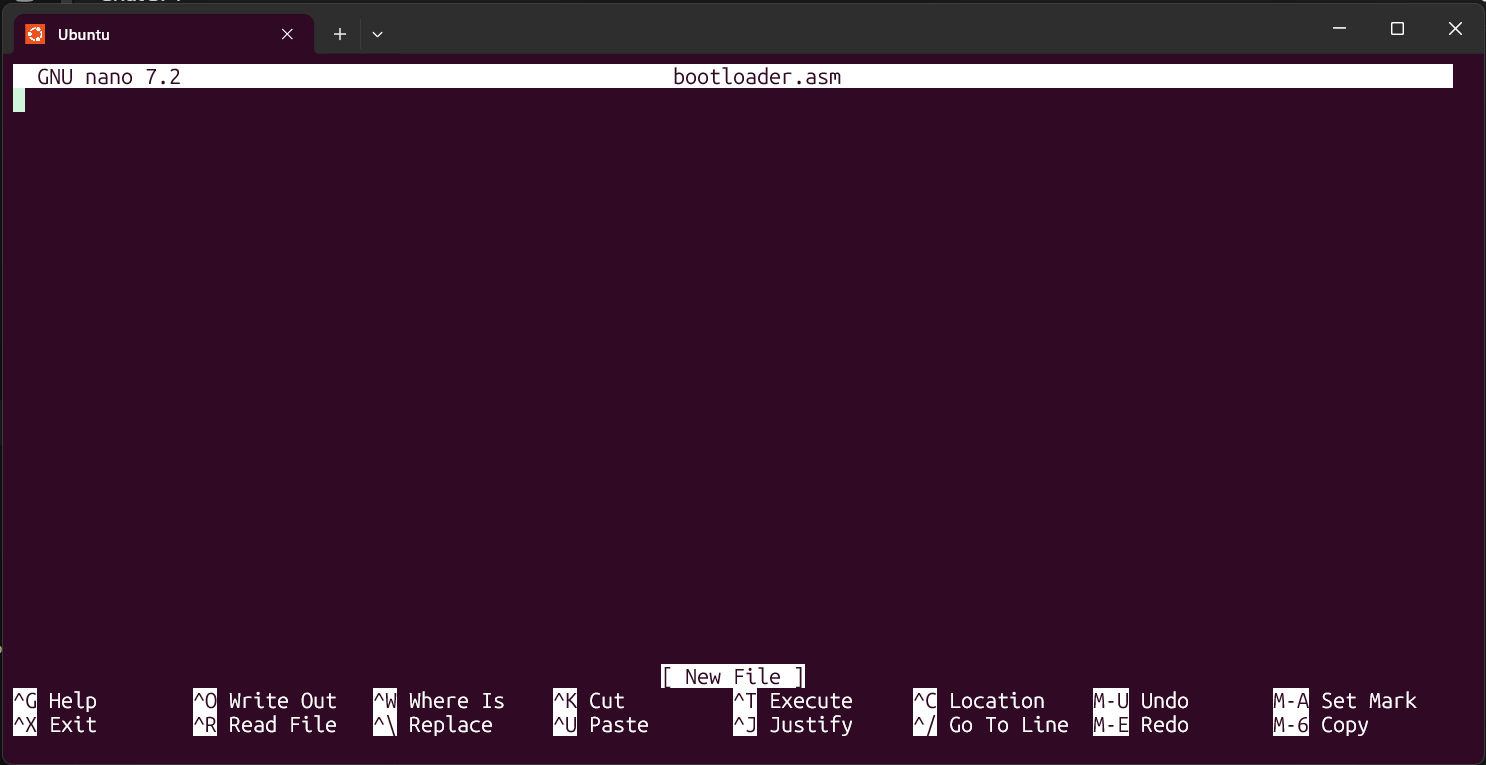 Ubuntu
GNU nano 7.2 bootloader.asm
[ New File ]
^G Help ^O Write Out ^W Where Is ^K Cut ^T Execute ^C Location M-U Undo M-A Set Mark
^X Exit ^R Read File ^\ Replace ^U Paste ^J Justify ^/ Go To Line M-E Redo M-6 Copy